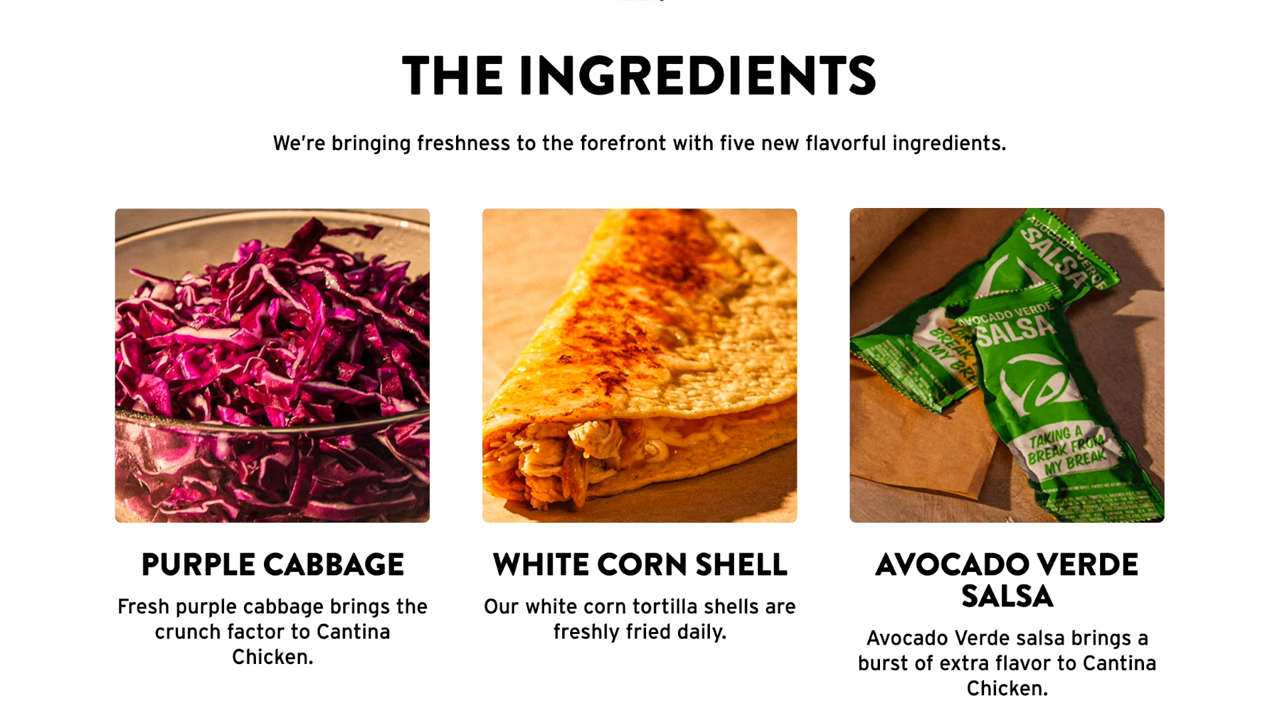 THE INGREDIENTS
We're bringing freshness to the forefront with five new flavorful ingredients.
AVOCADO VERDE
SALSA
AVOCADO VERDE
SALSA
BREAK
MY BRE
TAKING A
BREAK FROM
MY BREAK
PURPLE CABBAGE
Fresh purple cabbage brings the
crunch factor to Cantina
Chicken.
WHITE CORN SHELL
Our white corn tortilla shells are
freshly fried daily.
AVOCADO VERDE
SALSA
Avocado Verde salsa brings a
burst of extra flavor to Cantina
Chicken.